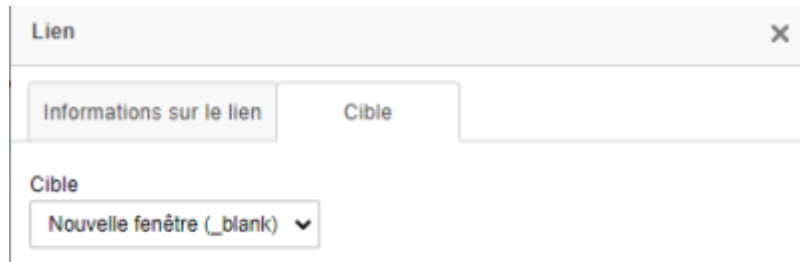 Lien
Informations sur le lien
Cible
Cible
Nouvelle fenêtre (_blank)